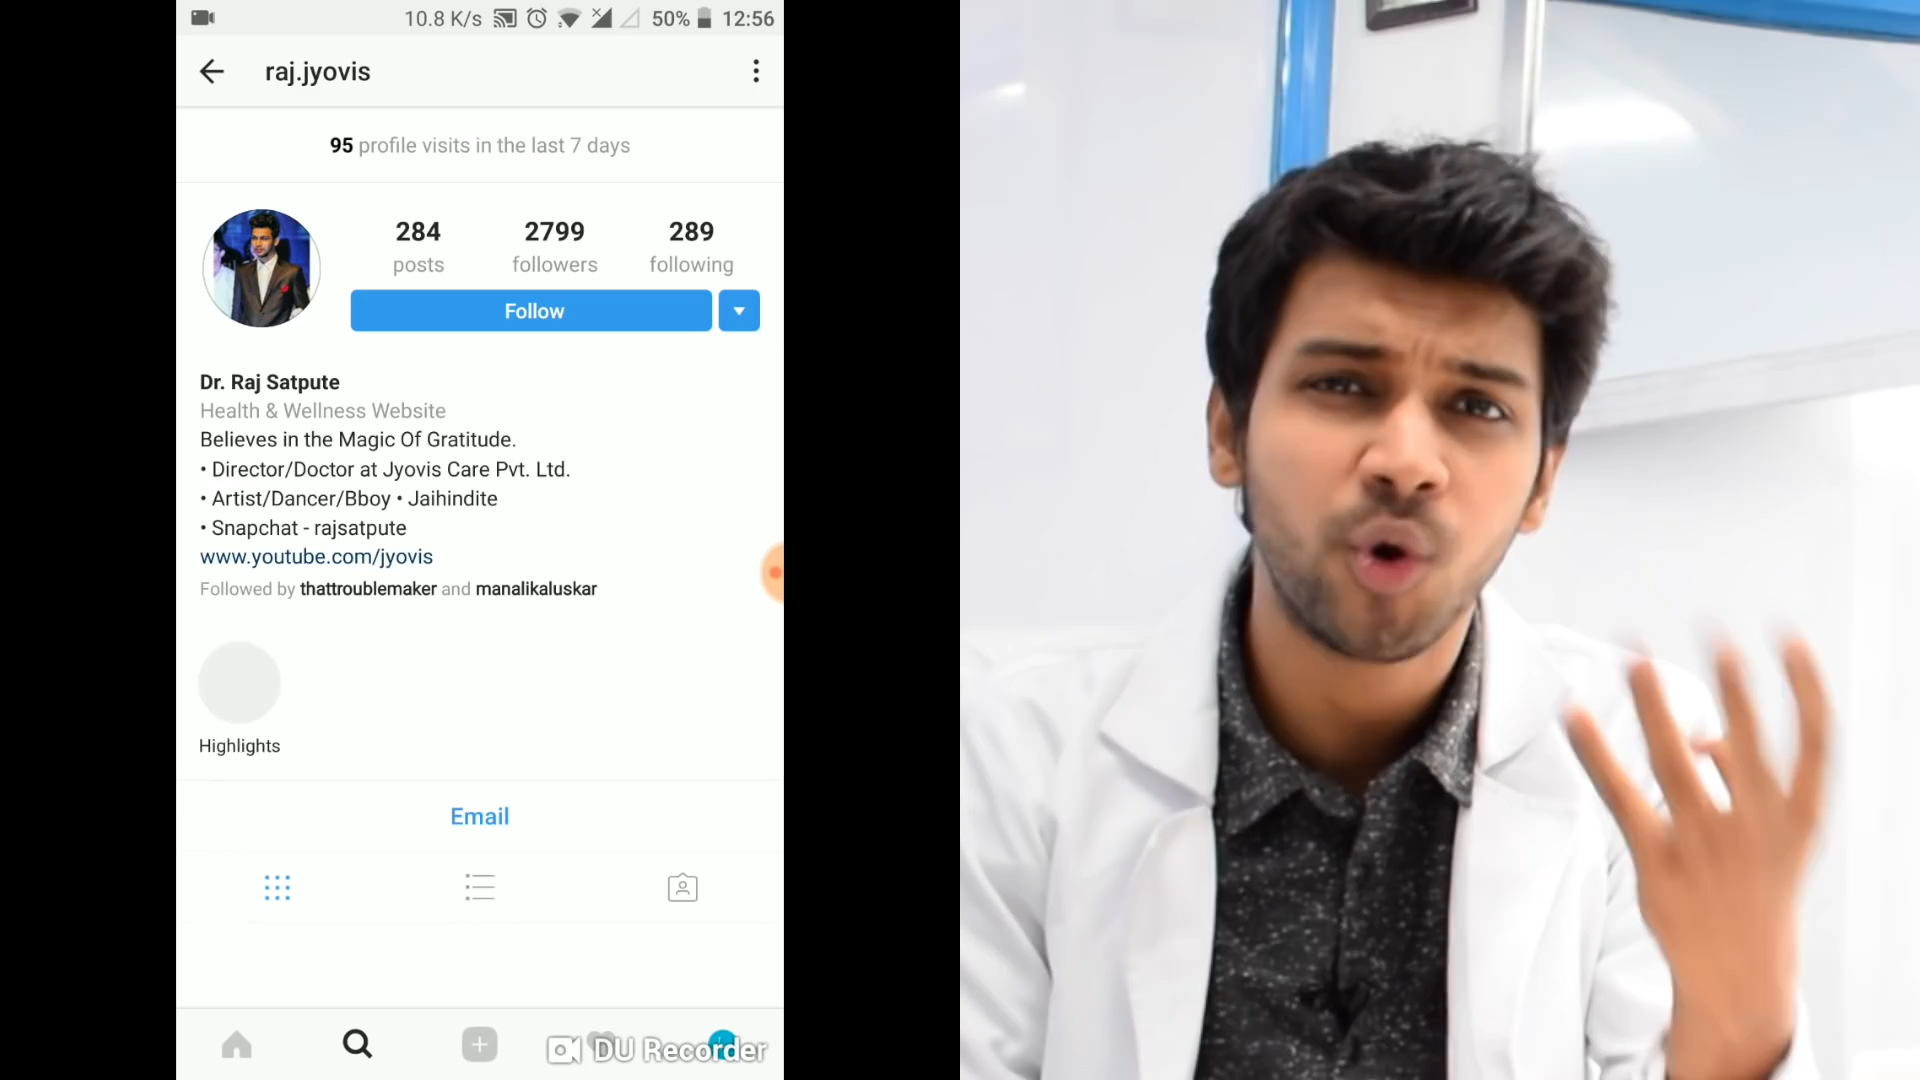 10.8 K/s 50% 12:56
raj.jyovis
95 profile visits in the last 7 days
284 2799 289
posts followers following
Follow
Dr. Raj Satpute
Health & Wellness Website
Believes in the Magic Of Gratitude.
• Director/Doctor at Jyovis Care Pvt. Ltd.
• Artist/Dancer/Bboy • Jaihindite
• Snapchat - rajsatpute
www.youtube.com/jyovis
Followed by thattroublemaker and manalikaluskar
Highlights
Email
DU Recorder